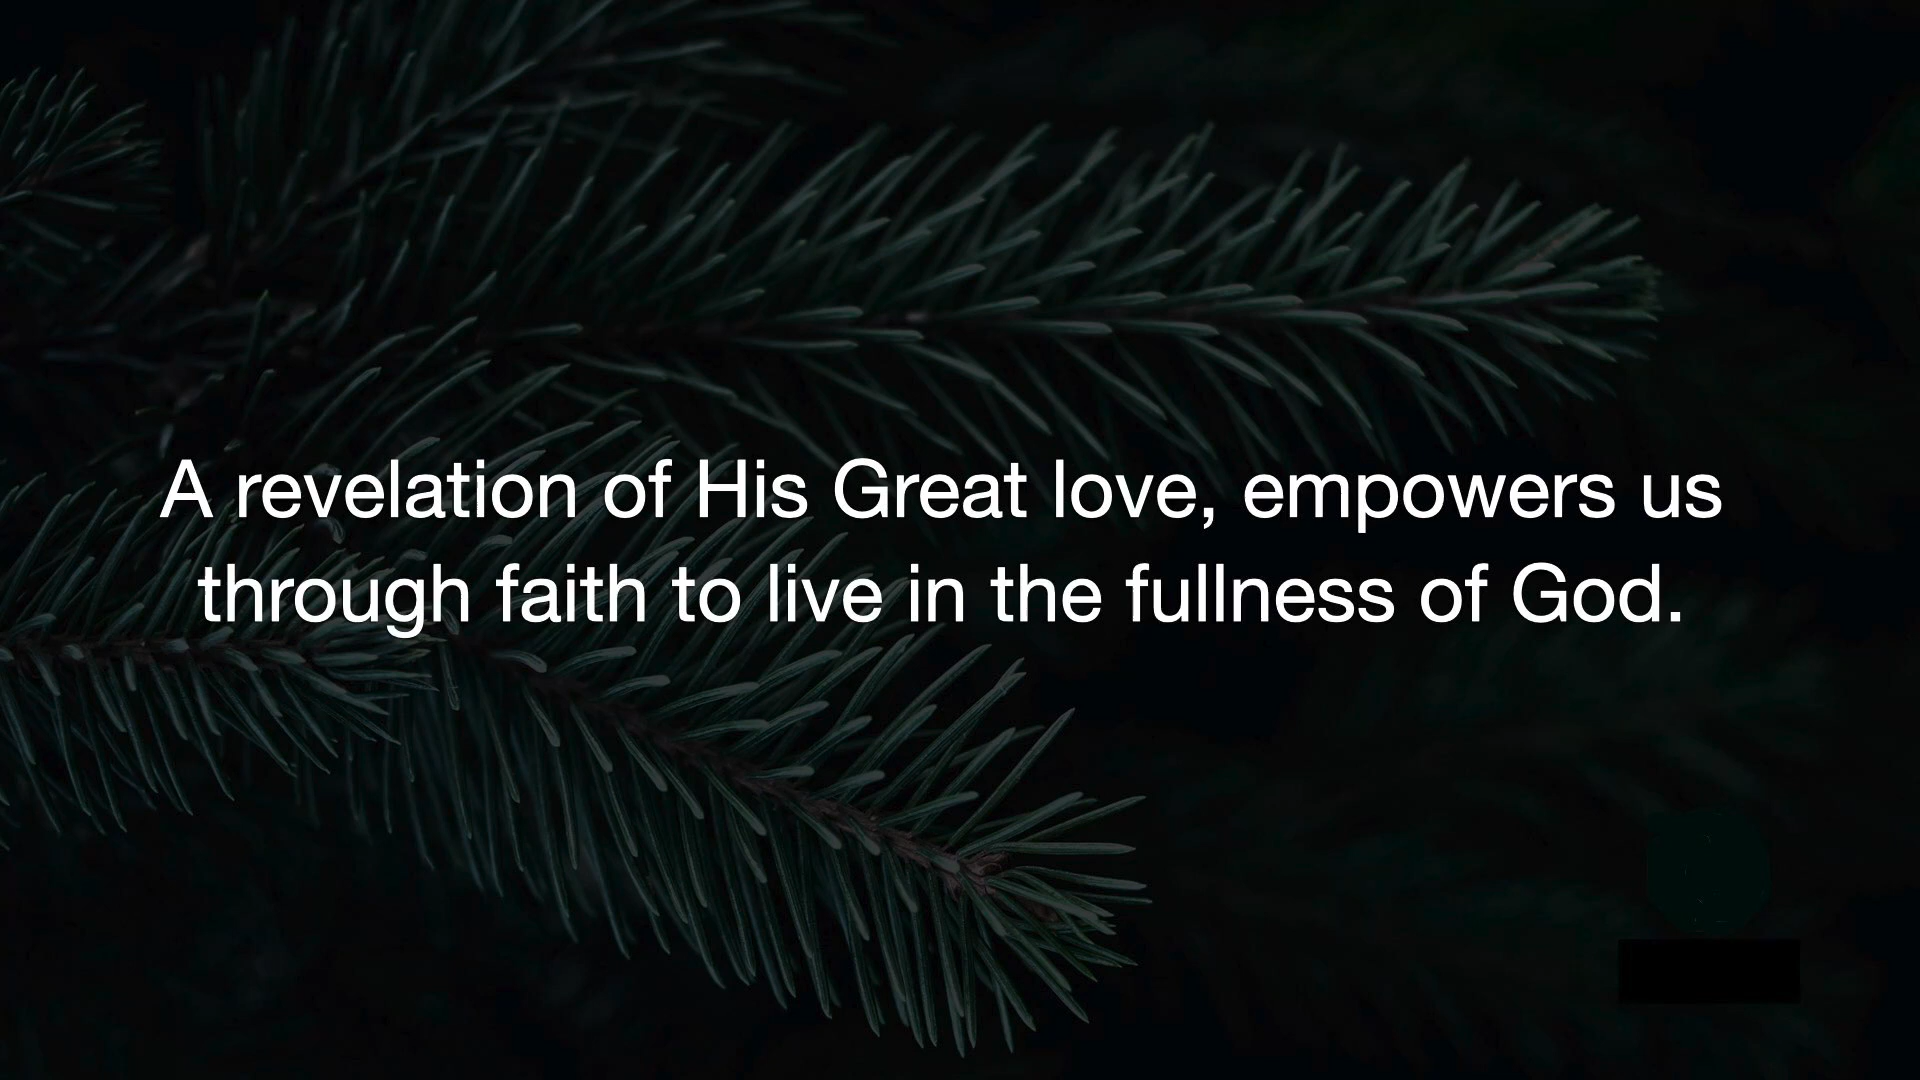 A revelation of His Great love, empowers us
through faith to live in the fullness of God.